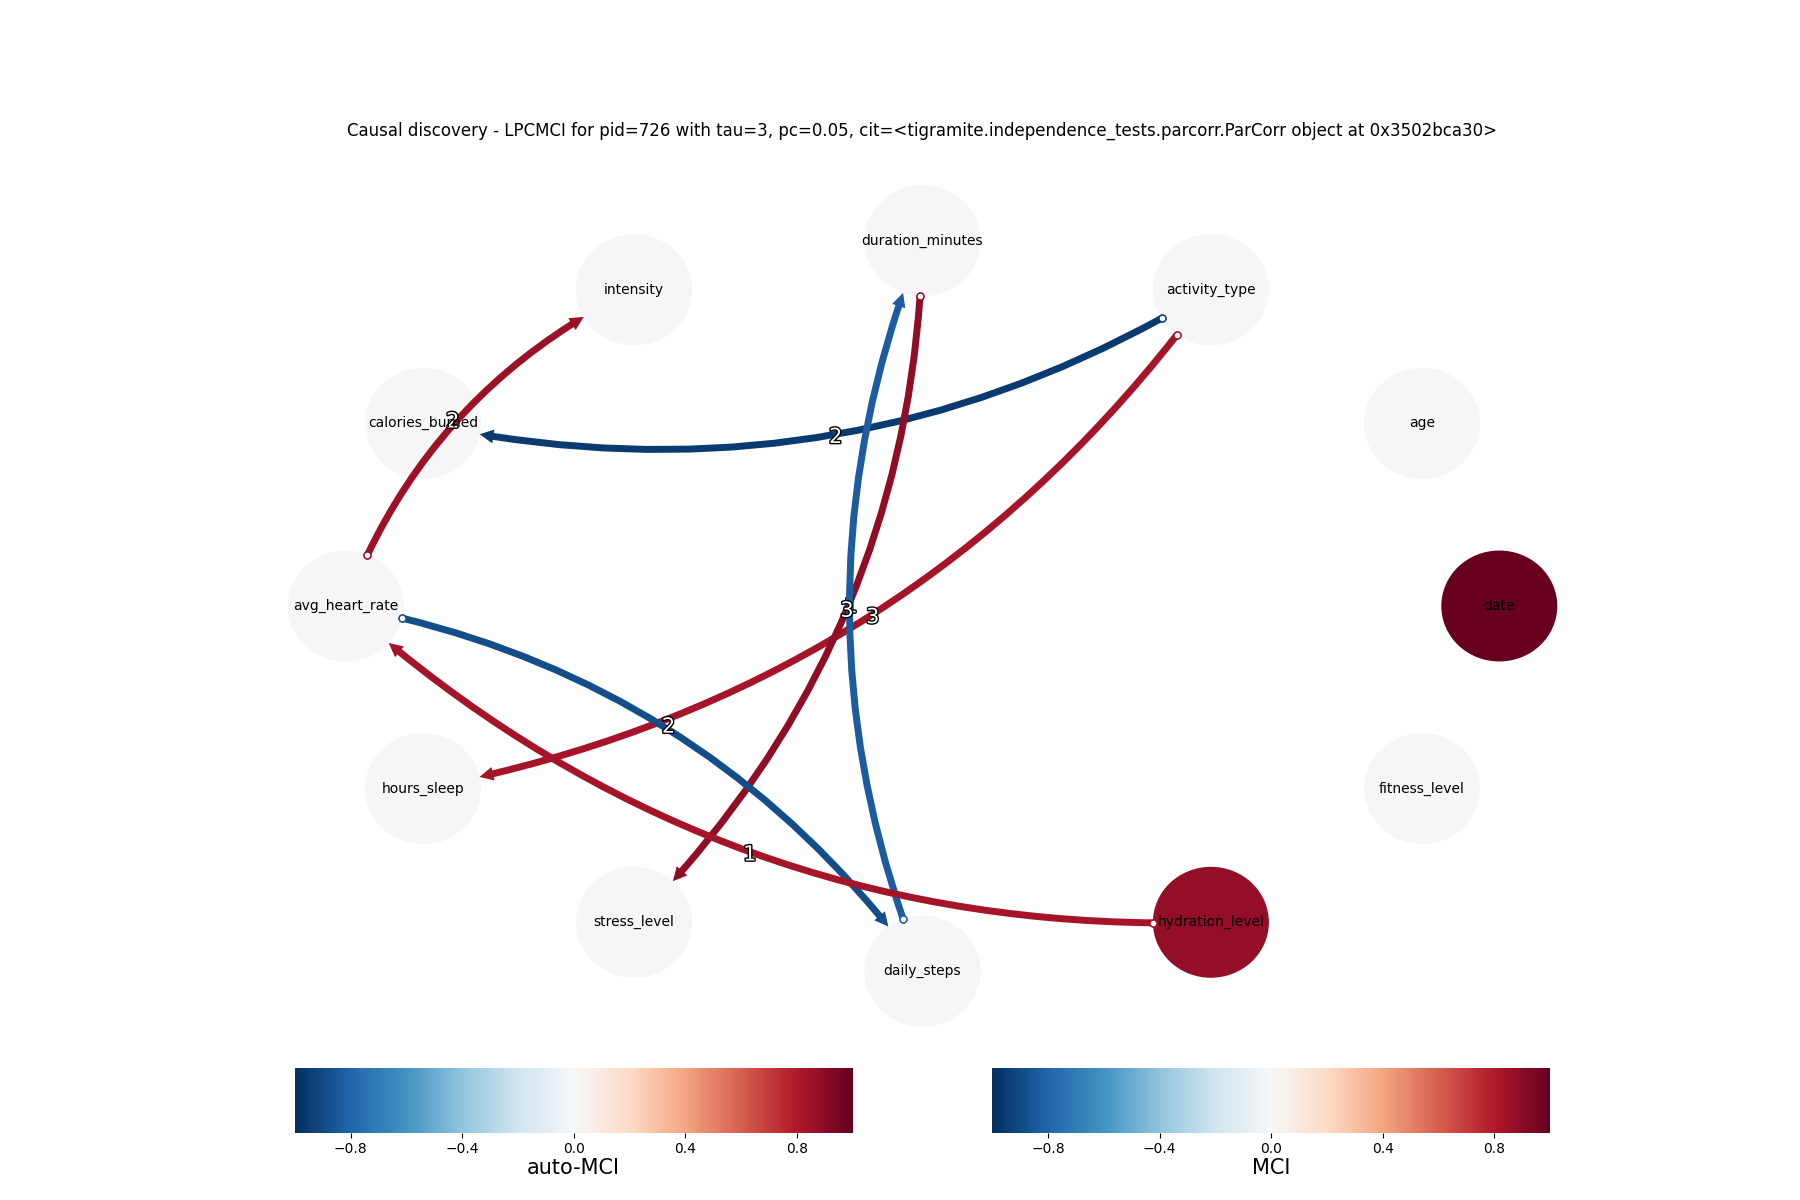 Causal discovery - LPCMCI for pid=726 with tau=3, pc=0.05, cit=<tigramite.independence_tests.parcorr.ParCorr object at 0x3502bca30>
duration_minutes
intensity
activity_type
calories_burned
2
2
age
avg_heart_rate
3
3
date
2
hours_sleep
fitness_level
1
stress_level
hydration_level
daily_steps
−0.8 −0.4 0.0 0.4 0.8
auto-MCI
−0.8 −0.4 0.0 0.4 0.8
MCI